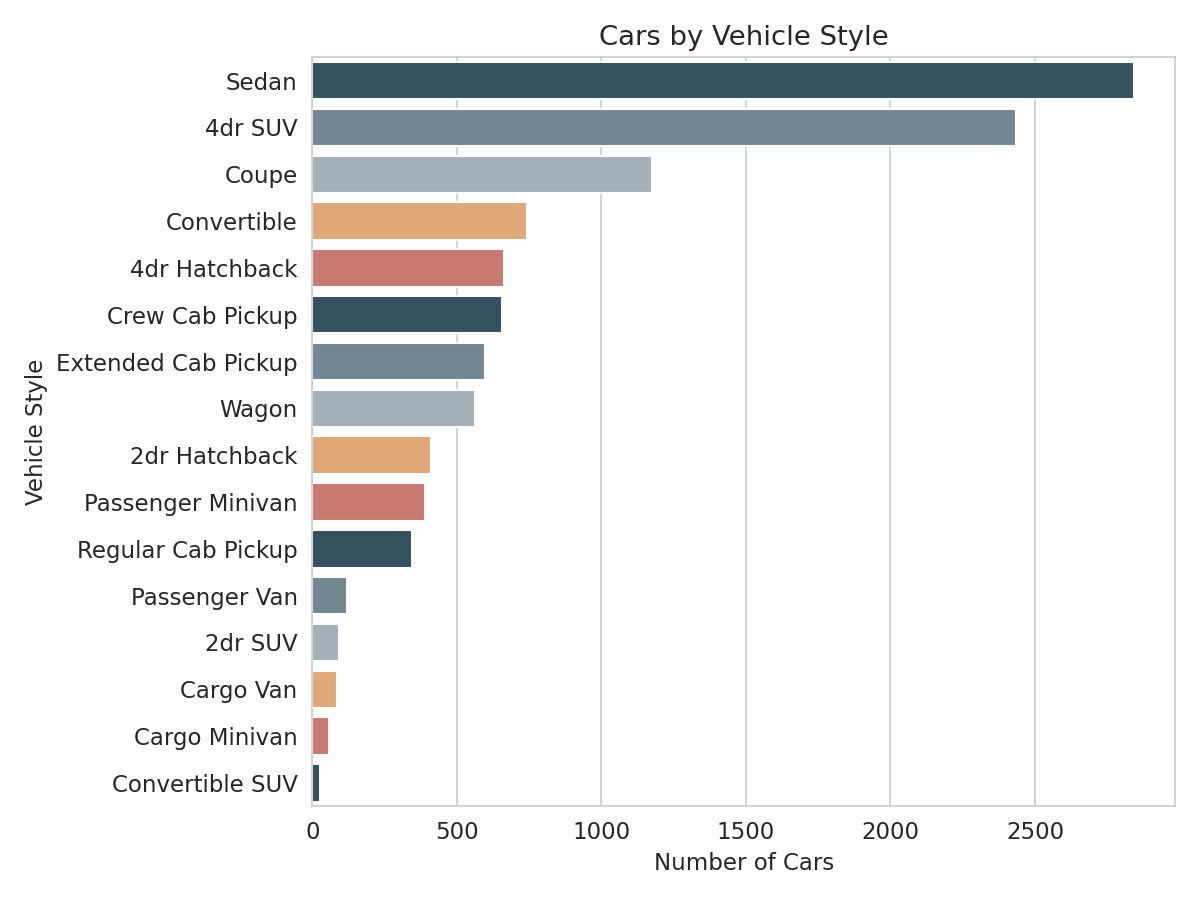 Cars by Vehicle Style
Sedan
4dr SUV
Coupe
Convertible
4dr Hatchback
Crew Cab Pickup
Extended Cab Pickup
Wagon
2dr Hatchback
Passenger Minivan
Regular Cab Pickup
Passenger Van
2dr SUV
Cargo Van
Cargo Minivan
Convertible SUV
Vehicle Style
0 500 1000 1500 2000 2500
Number of Cars